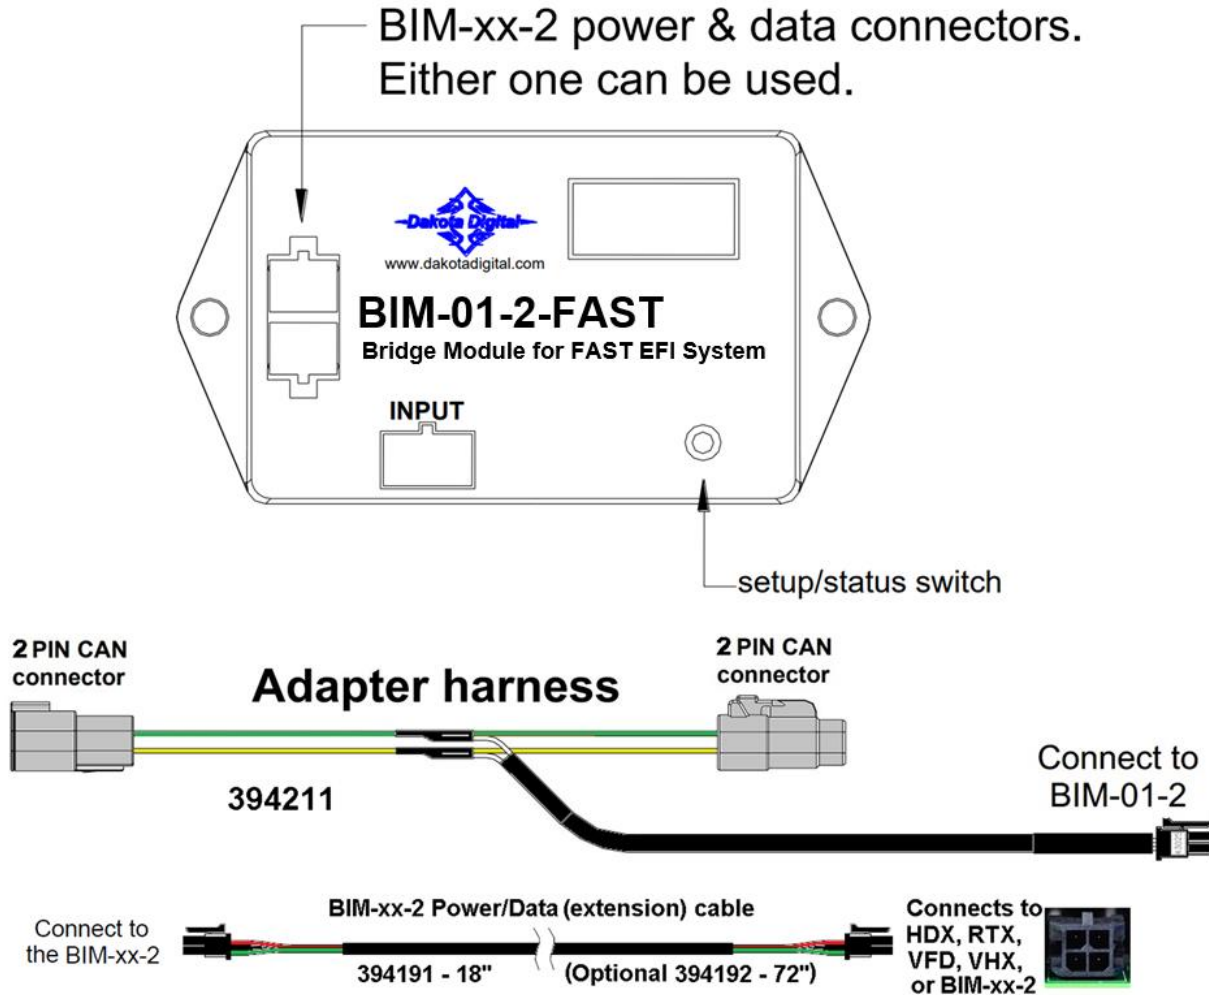 BIM-xx-2 power & data connectors.
Either one can be used.
Dakota Digital
www.dakotadigital.com
BIM-01-2-FAST
Bridge Module for FAST EFI System
INPUT
setup/status switch
2 PIN CAN
connector
Adapter harness
2 PIN CAN
connector
394211
Connect to
BIM-01-2
Connect to
the BIM-xx-2
BIM-xx-2 Power/Data (extension) cable
394191 - 18" (Optional 394192 - 72")
Connects to
HDX, RTX,
VFD, VHX,
or BIM-xx-2